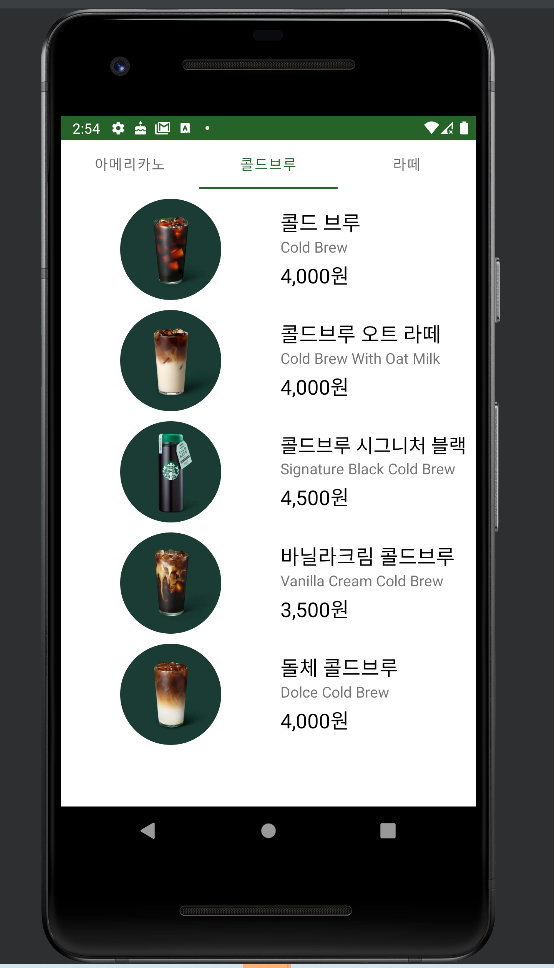 2:54
아메리카노
콜드브루
라떼
콜드 브루
Cold Brew
4,000원
콜드브루 오트 라떼
Cold Brew With Oat Milk
4,000원
콜드브루 시그니처 블랙
Signature Black Cold Brew
4,500원
바닐라크림 콜드브루
Vanilla Cream Cold Brew
3,500원
돌체 콜드브루
Dolce Cold Brew
4,000원